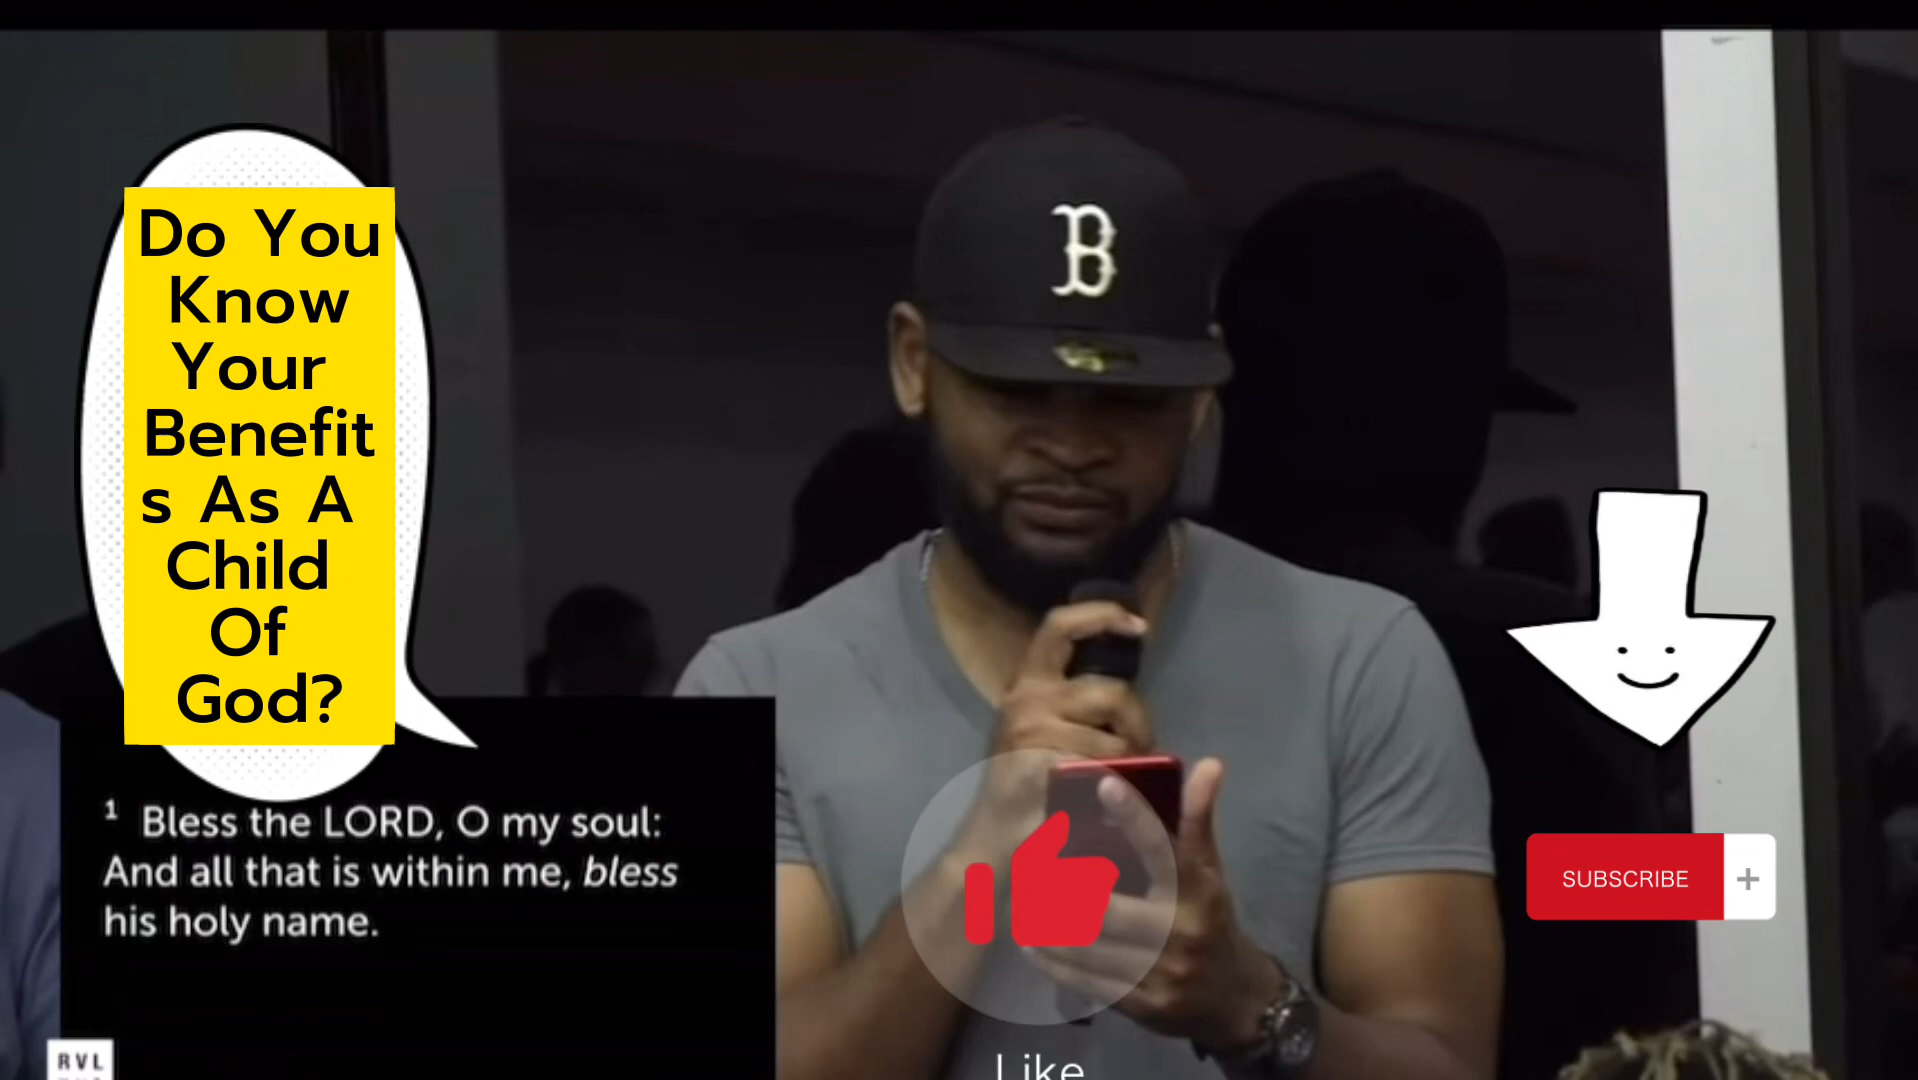 Do You
Know
Your
Benefit
s As A
Child
Of
God?
B
1 Bless the LORD, O my soul:
And all that is within me, bless
his holy name.
SUBSCRIBE +
RVL
Like